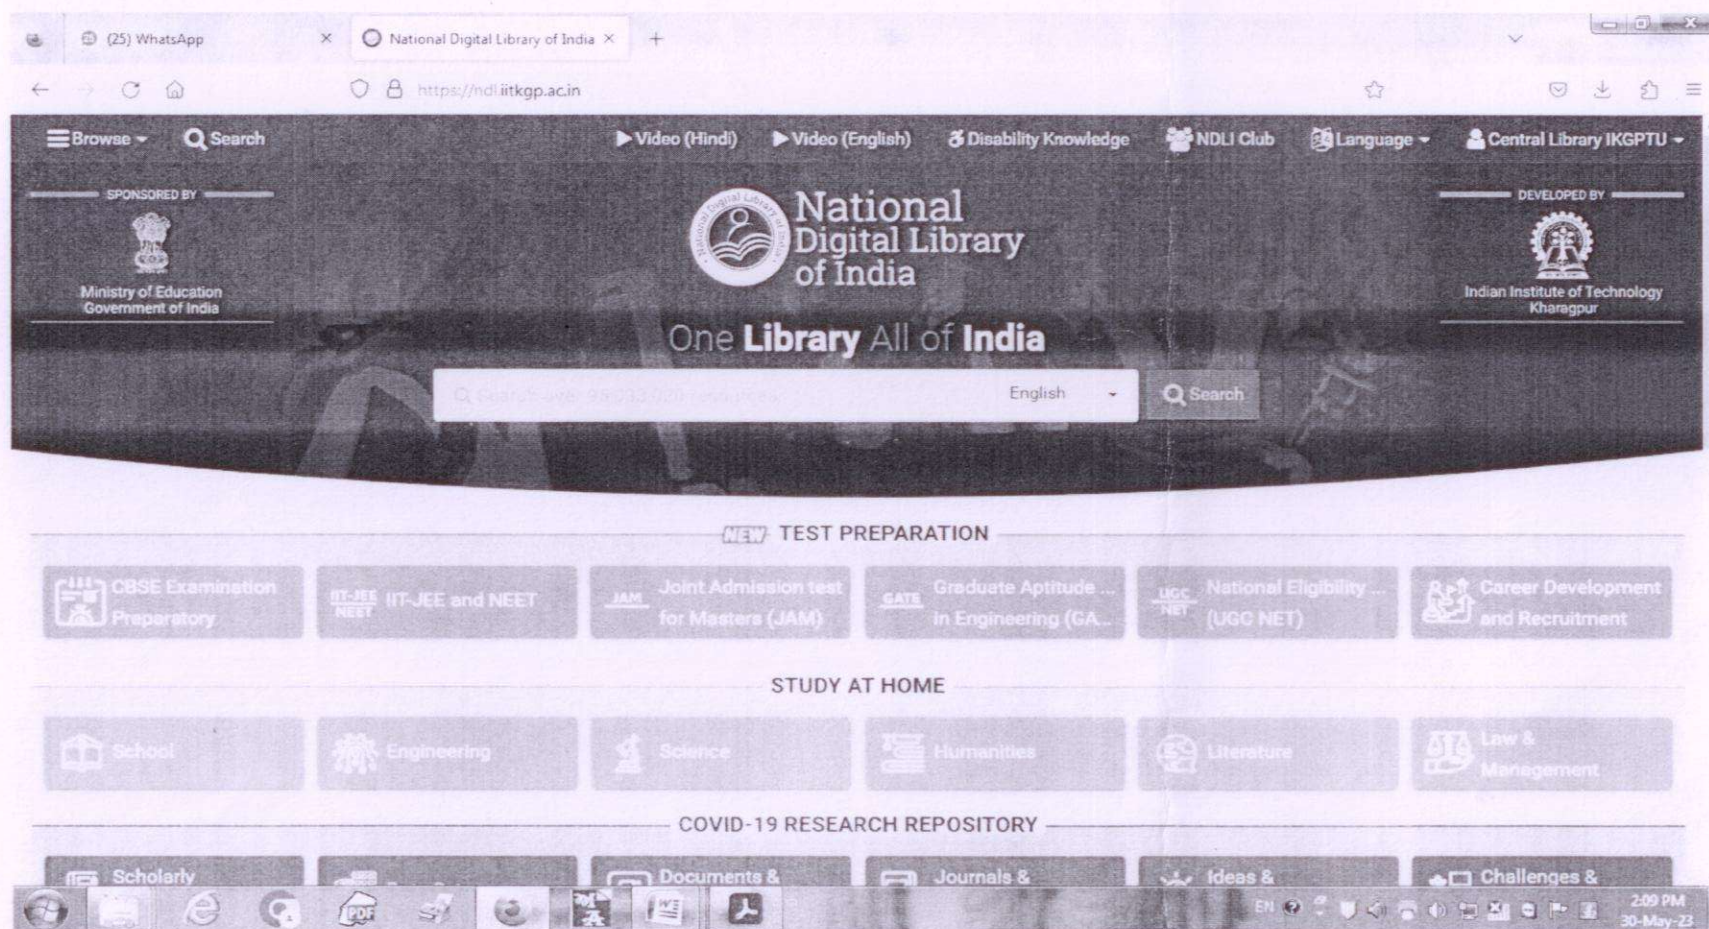 (25) WhatsApp
National Digital Library of India
https://ndl.iitkgp.ac.in
Browse
Search
Video (Hindi)
Video (English)
Disability Knowledge
NDLI Club
Language
Central Library IKGPTU
SPONSORED BY
Ministry of Education
Government of India
National Digital Library of India
National
Digital Library
of India
DEVELOPED BY
Indian Institute of Technology
Kharagpur
One Library All of India
English
Search
NEW TEST PREPARATION
CBSE Examination
Preparatory
IIT-JEE
NEET
IIT-JEE and NEET
JAM
Joint Admission test
for Masters (JAM)
GATE
Graduate Aptitude ...
in Engineering (GA...
UGC
NET
National Eligibility ...
(UGC NET)
Career Development
and Recruitment
STUDY AT HOME
School
Engineering
Science
Humanities
Literature
Law &
Management
COVID-19 RESEARCH REPOSITORY
Scholarly
Documents &
Journals &
Ideas &
Challenges &
PDF
EN
2:09 PM
30-May-23